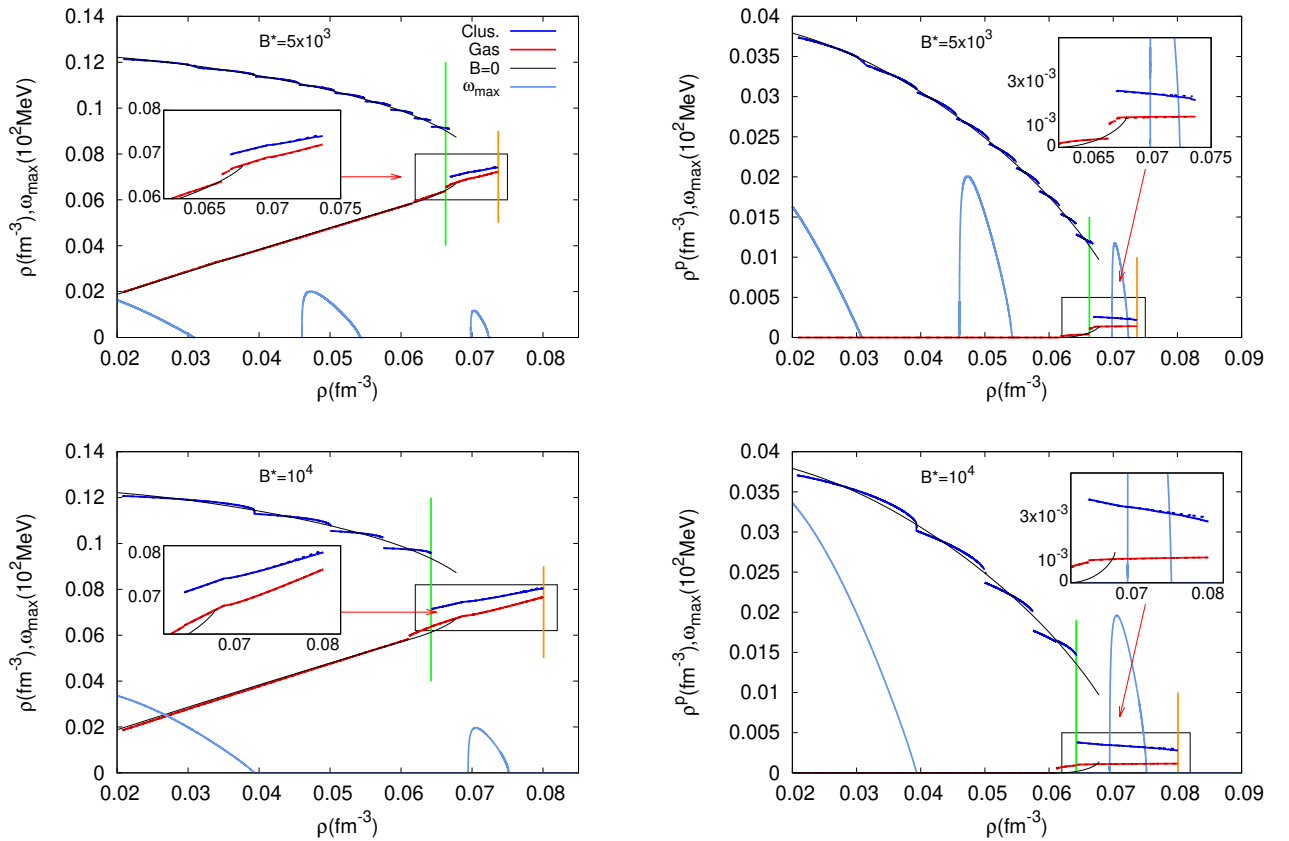 B*=5x10³
Clus.
Gas
B=0
ω_max
0.14
0.12
0.1
0.08
0.06
0.04
0.02
0
0.08
0.07
0.06
0.065 0.07 0.075
0.02 0.03 0.04 0.05 0.06 0.07 0.08
ρ(fm⁻³),ω_max(10²MeV)
ρ(fm⁻³)
B*=5x10³
0.04
0.035
0.03
0.025
0.02
0.015
0.01
0.005
0
3x10⁻³
10⁻³
0
0.065 0.07 0.075
0.02 0.03 0.04 0.05 0.06 0.07 0.08 0.09
ρᵖ(fm⁻³),ω_max(10²MeV)
ρ(fm⁻³)
B*=10⁴
0.14
0.12
0.1
0.08
0.06
0.04
0.02
0
0.08
0.07
0.07 0.08
0.02 0.03 0.04 0.05 0.06 0.07 0.08
ρ(fm⁻³),ω_max(10²MeV)
ρ(fm⁻³)
B*=10⁴
0.04
0.035
0.03
0.025
0.02
0.015
0.01
0.005
0
3x10⁻³
10⁻³
0
0.07 0.08
0.02 0.03 0.04 0.05 0.06 0.07 0.08 0.09
ρᵖ(fm⁻³),ω_max(10²MeV)
ρ(fm⁻³)